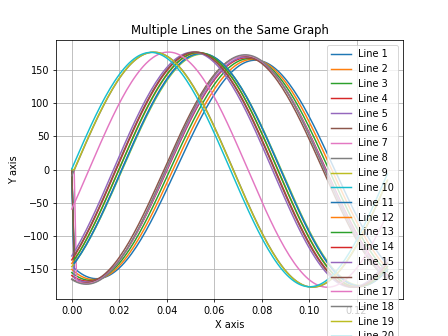 Multiple Lines on the Same Graph
Y axis
150
100
50
0
−50
−100
−150
0.00
0.02
0.04
0.06
0.08
0.10
X axis
Line 1
Line 2
Line 3
Line 4
Line 5
Line 6
Line 7
Line 8
Line 9
Line 10
Line 11
Line 12
Line 13
Line 14
Line 15
Line 16
Line 17
Line 18
Line 19
Line 20